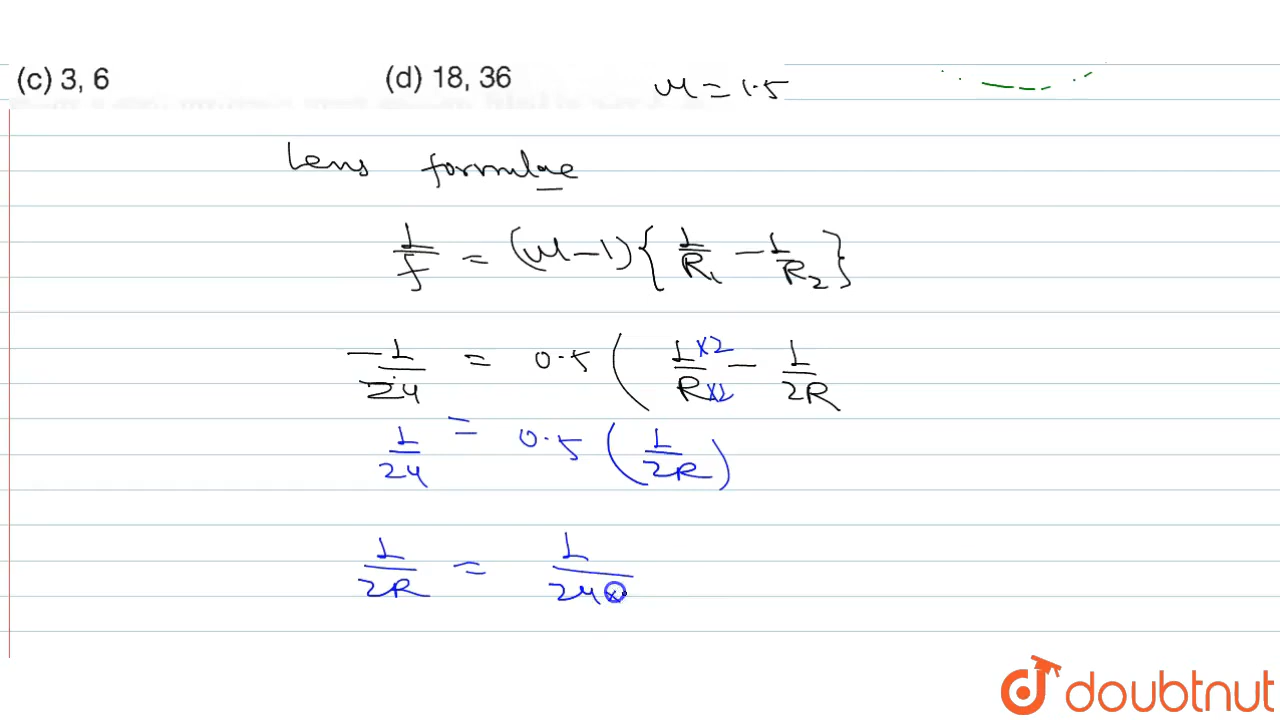 (c) 3, 6 (d) 18, 36 μ = 1.5
Lens formulae
1/f = (μ - 1) { 1/R1 - 1/R2 }
- 1/24 = 0.5 ( 1×2/R×2 - 1/2R
1/24 = 0.5 ( 1/2R )
1/2R = 1/24×
doubtnut